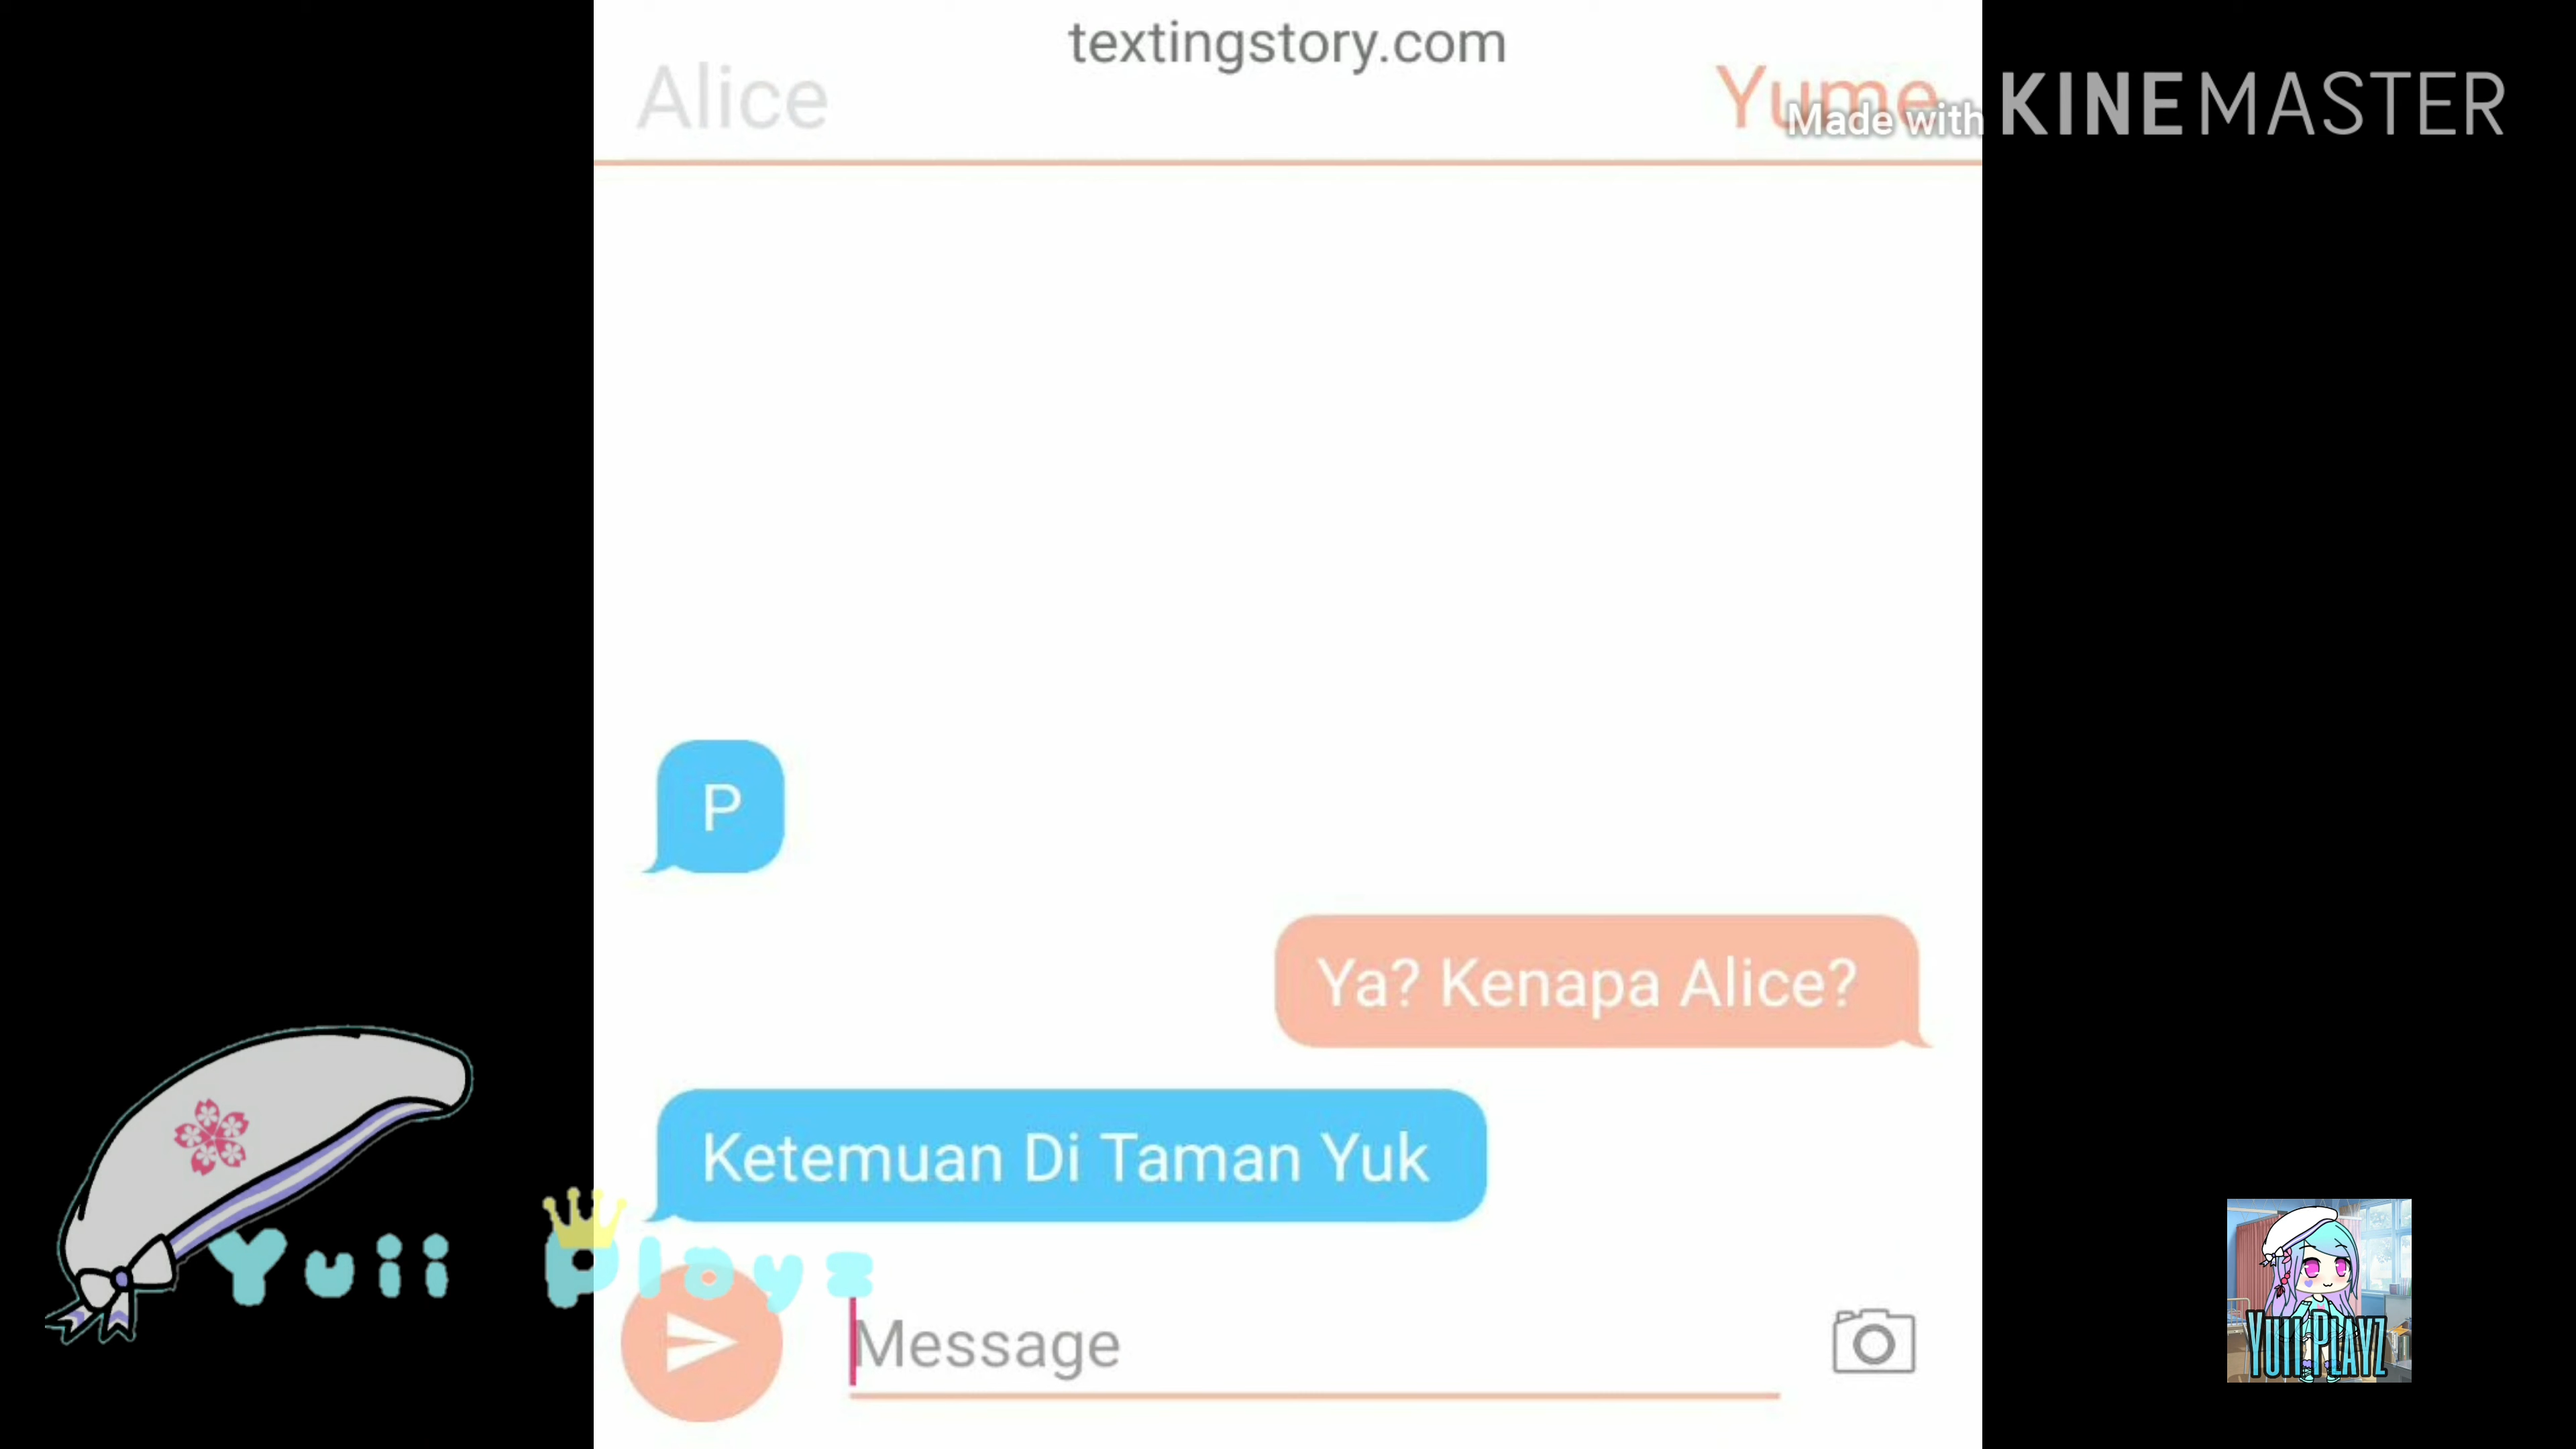 textingstory.com
Alice
Yume
Made with KINEMASTER
P
Ya? Kenapa Alice?
Ketemuan Di Taman Yuk
Yuii Playz
Message
YUII PLAYZ